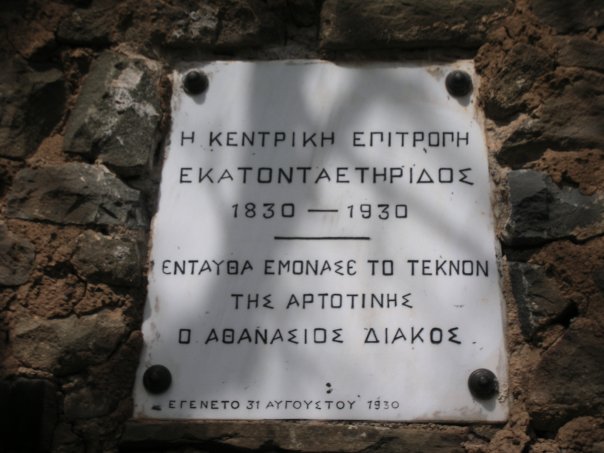 Η ΚΕΝΤΡΙΚΗ ΕΠΙΤΡΟΠΗ
ΕΚΑΤΟΝΤΑΕΤΗΡΙΔΟΣ
1830 — 1930
ΕΝΤΑΥΘΑ ΕΜΟΝΑΣΕ ΤΟ ΤΕΚΝΟΝ
ΤΗΣ ΑΡΤΟΤΙΝΗΣ
Ο ΑΘΑΝΑΣΙΟΣ ΔΙΑΚΟΣ
ΕΓΕΝΕΤΟ 31 ΑΥΓΟΥΣΤΟΥ 1930